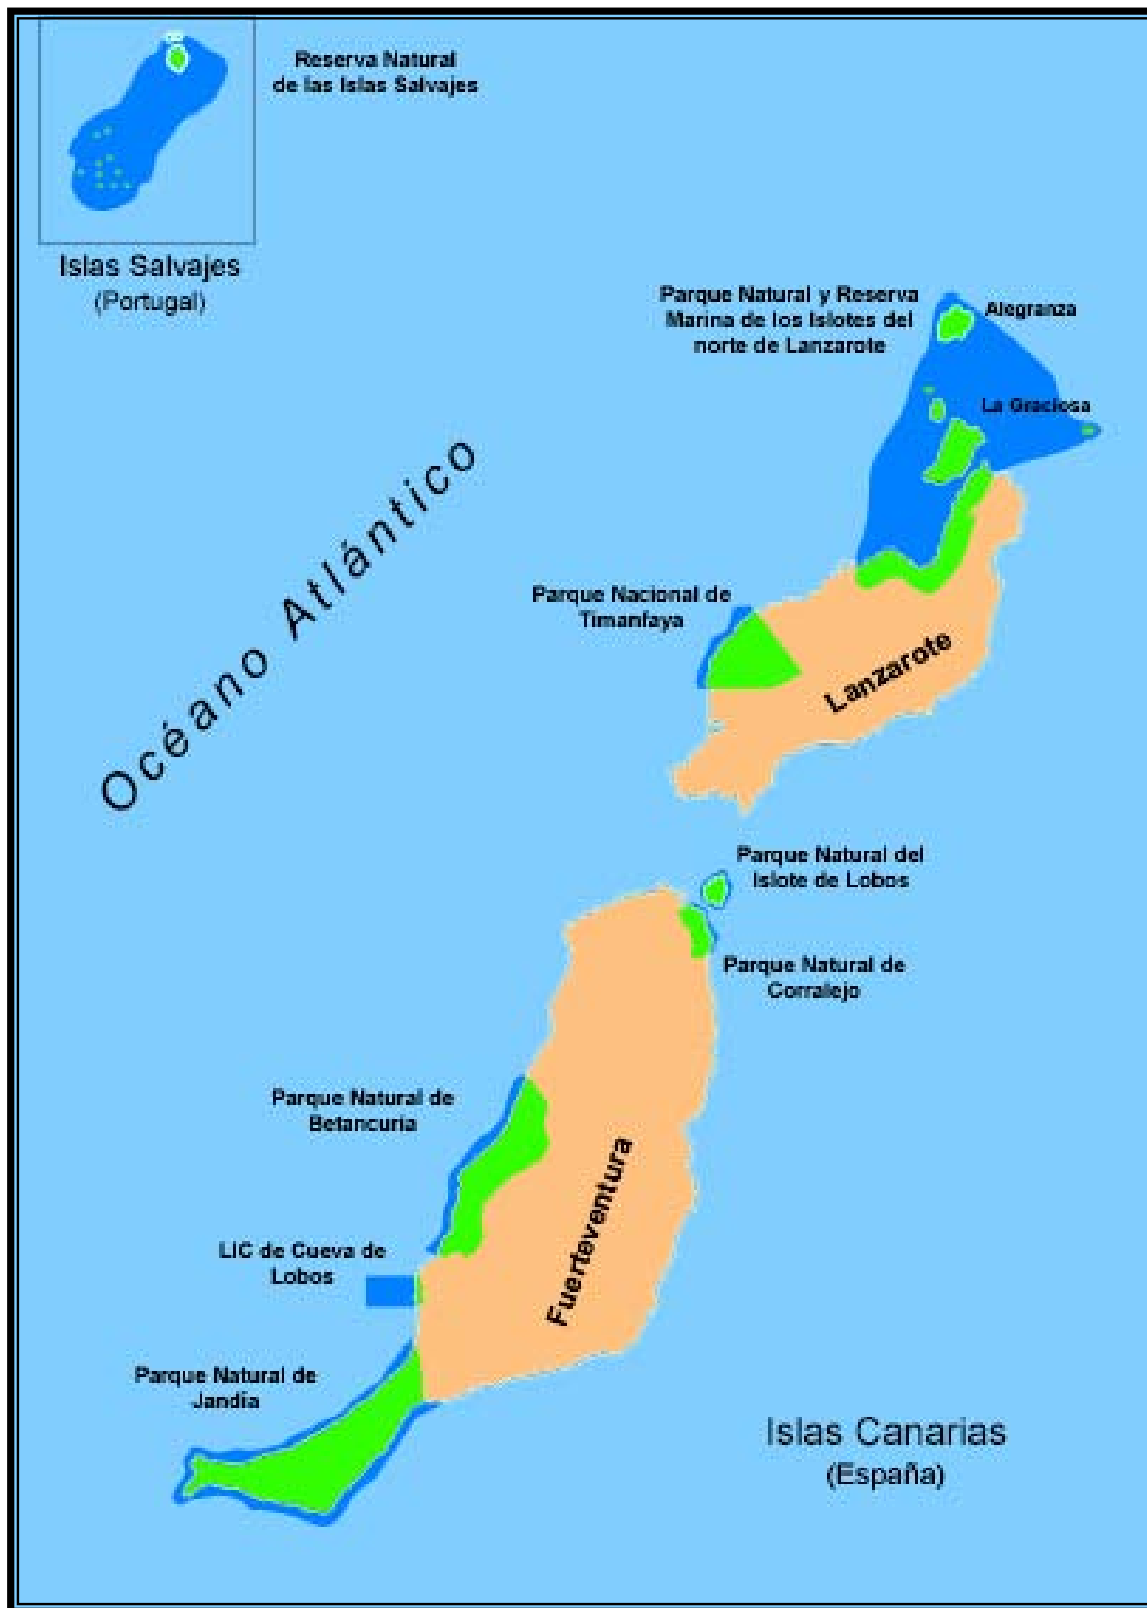 Reserva Natural
de las Islas Salvajes
Islas Salvajes
(Portugal)
Parque Natural y Reserva
Marina de los Islotes del
norte de Lanzarote
Alegranza
La Graciosa
Océano Atlántico
Parque Nacional de
Timanfaya
Lanzarote
Parque Natural del
Islote de Lobos
Parque Natural de
Corralejo
Parque Natural de
Betancuria
Fuerteventura
LIC de Cueva de
Lobos
Parque Natural de
Jandía
Islas Canarias
(España)